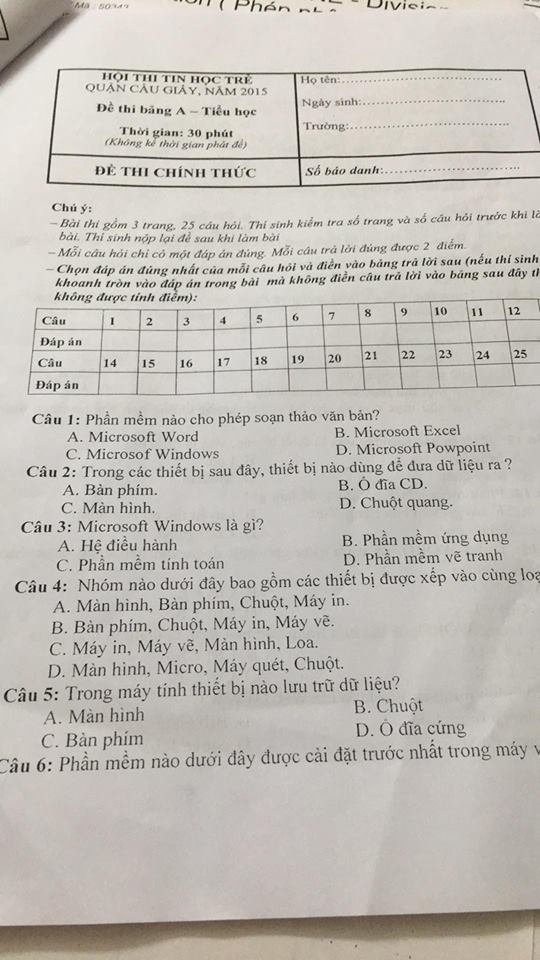 Mã : 50349
( Phép
Division
HỘI THI TIN HỌC TRẺ
QUẬN CẦU GIẤY, NĂM 2015
Đề thi bảng A – Tiểu học
Thời gian: 30 phút
(Không kể thời gian phát đề)
Họ tên:
Ngày sinh:
Trường:
ĐỀ THI CHÍNH THỨC
Số báo danh:
Chú ý:
– Bài thi gồm 3 trang, 25 câu hỏi. Thí sinh kiểm tra số trang và số câu hỏi trước khi
bài. Thí sinh nộp lại đề sau khi làm bài
– Mỗi câu hỏi chỉ có một đáp án đúng. Mỗi câu trả lời đúng được 2 điểm.
– Chọn đáp án đúng nhất của mỗi câu hỏi và điền vào bảng trả lời sau (nếu thí sinh
khoanh tròn vào đáp án trong bài mà không điền câu trả lời vào bảng sau đây
không được tính điểm):
Câu 1 2 3 4 5 6 7 8 9 10 11 12
Đáp án
Câu 14 15 16 17 18 19 20 21 22 23 24 25
Đáp án
Câu 1: Phần mềm nào cho phép soạn thảo văn bản?
A. Microsoft Word B. Microsoft Excel
C. Microsof Windows D. Microsoft Powpoint
Câu 2: Trong các thiết bị sau đây, thiết bị nào dùng để đưa dữ liệu ra ?
A. Bàn phím. B. Ổ đĩa CD.
C. Màn hình. D. Chuột quang.
Câu 3: Microsoft Windows là gì?
A. Hệ điều hành B. Phần mềm ứng dụng
C. Phần mềm tính toán D. Phần mềm vẽ tranh
Câu 4: Nhóm nào dưới đây bao gồm các thiết bị được xếp vào cùng
A. Màn hình, Bàn phím, Chuột, Máy in.
B. Bàn phím, Chuột, Máy in, Máy vẽ.
C. Máy in, Máy vẽ, Màn hình, Loa.
D. Màn hình, Micro, Máy quét, Chuột.
Câu 5: Trong máy tính thiết bị nào lưu trữ dữ liệu?
A. Màn hình B. Chuột
C. Bàn phím D. Ổ đĩa cứng
Câu 6: Phần mềm nào dưới đây được cài đặt trước nhất trong máy